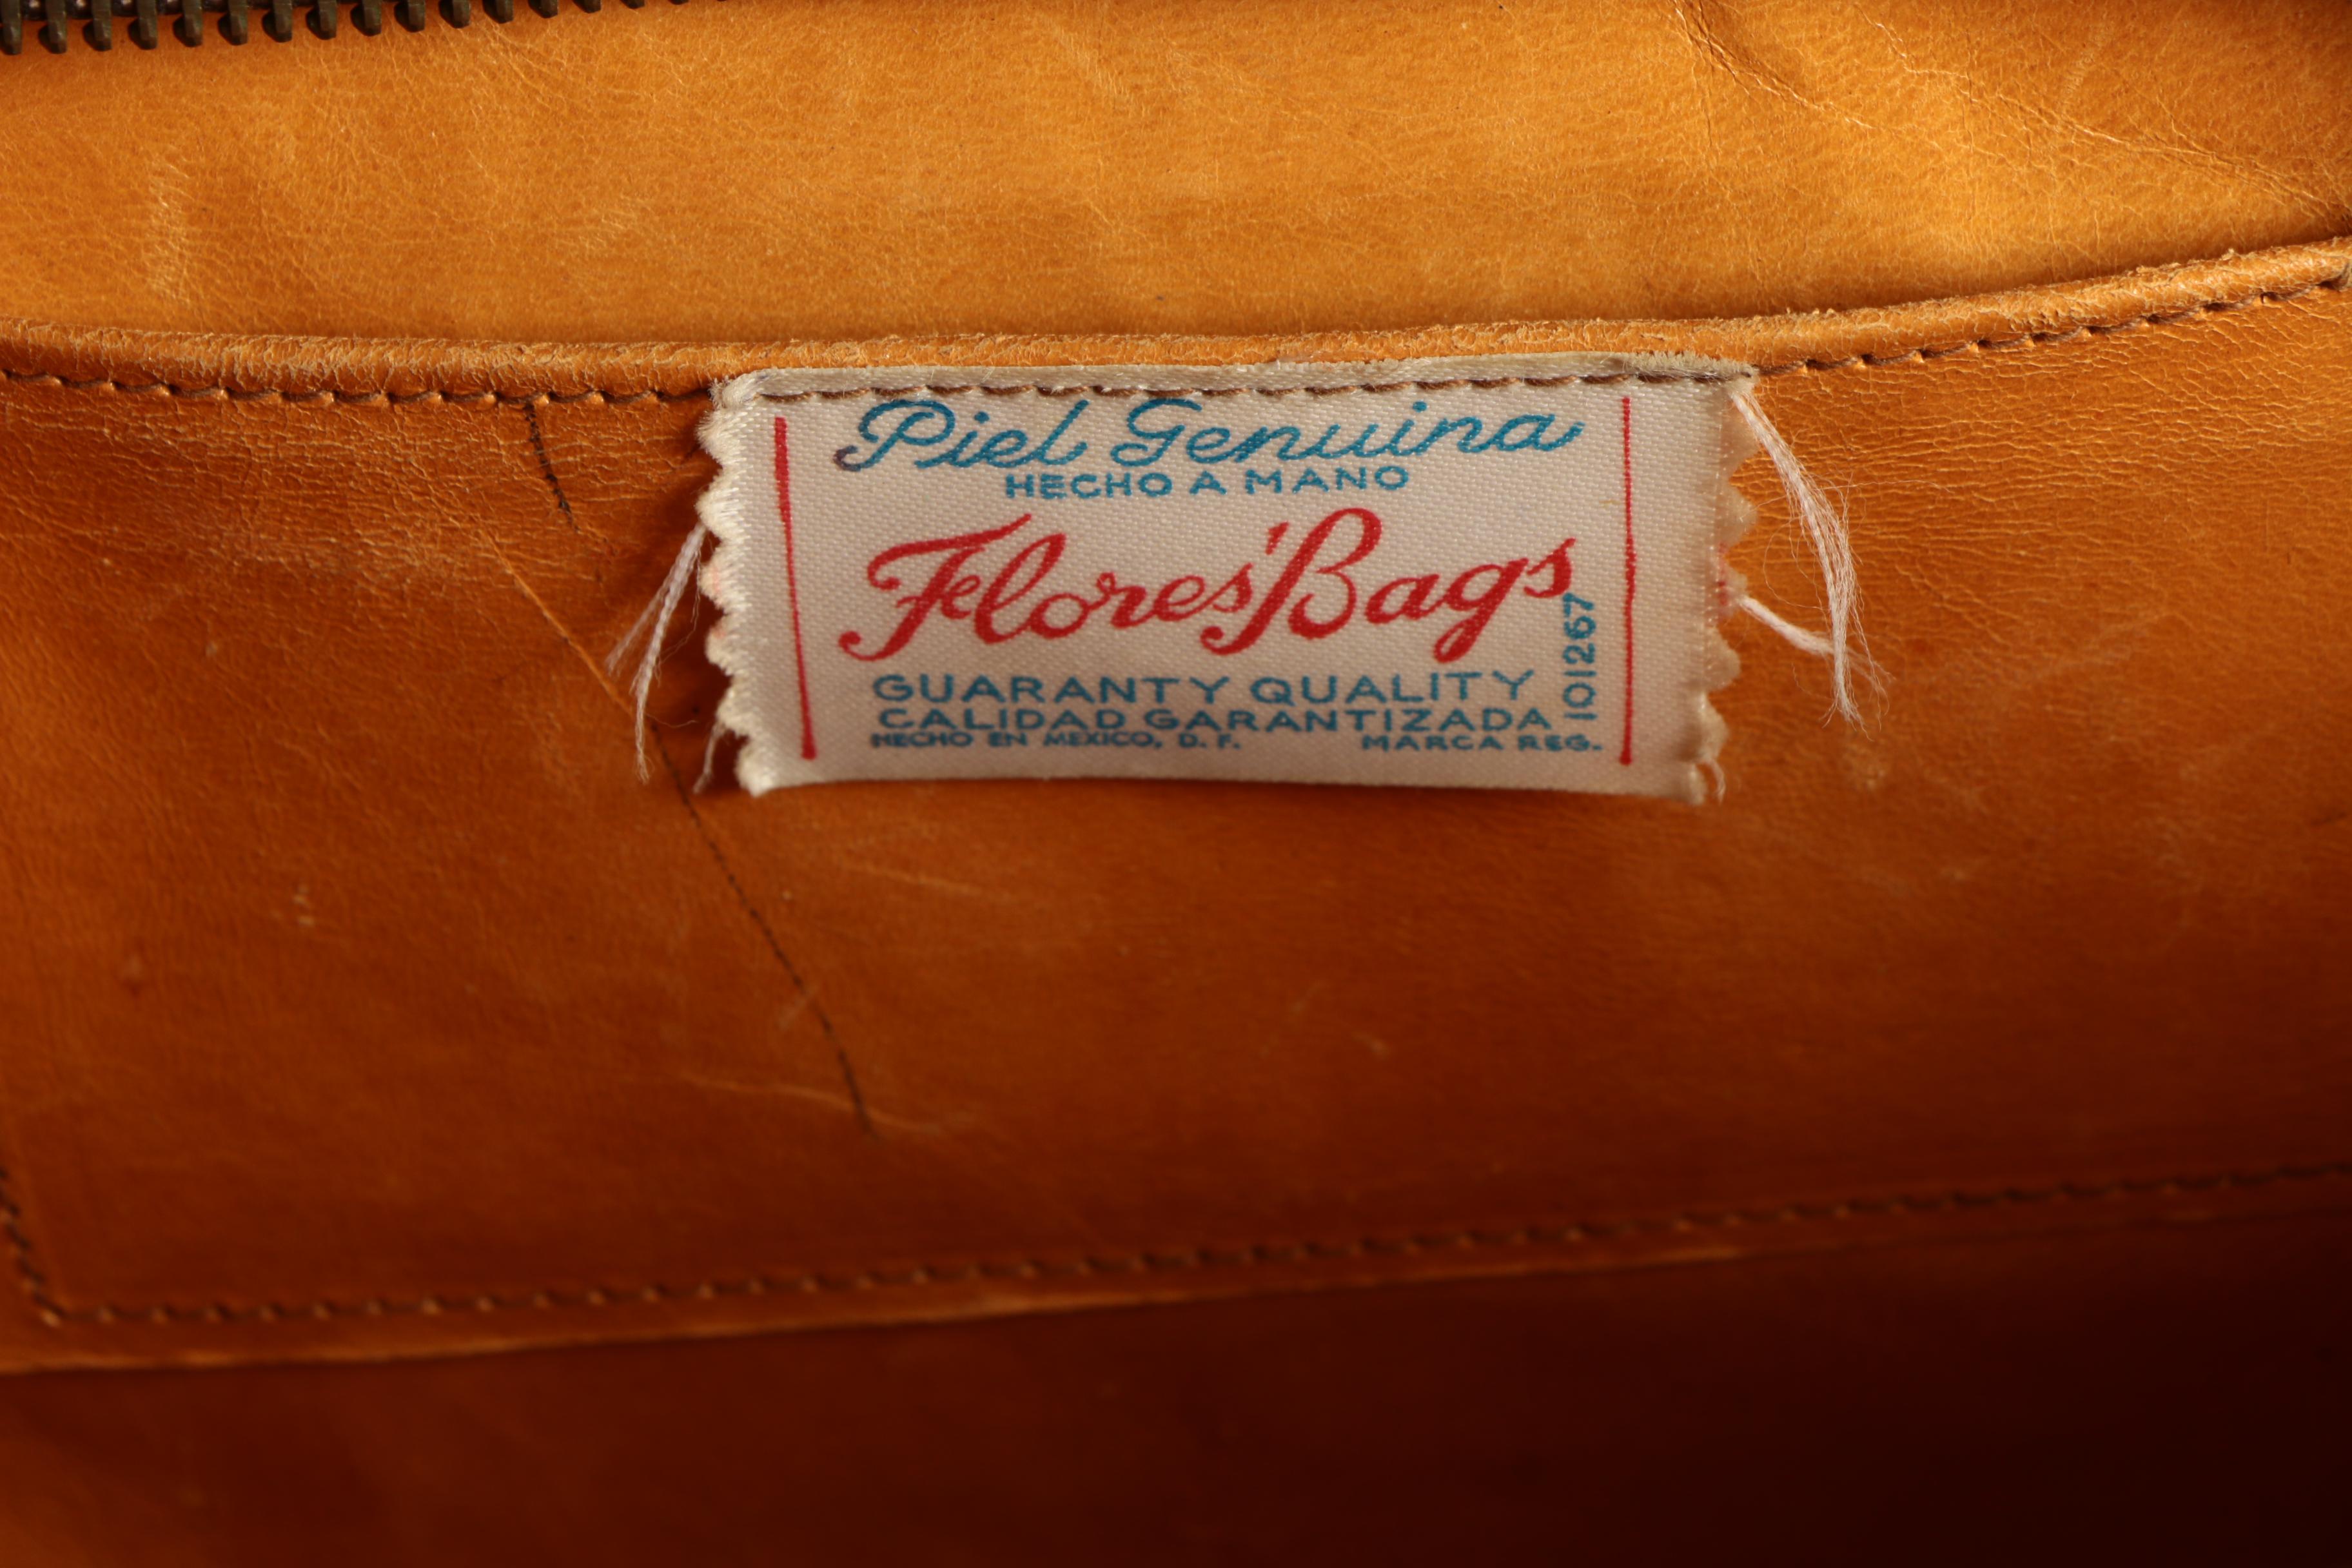 Piel Genuina
HECHO A MANO
Flores' Bags
GUARANTY QUALITY
CALIDAD GARANTIZADA
HECHO EN MEXICO, D. F. MARCA REG.
101267